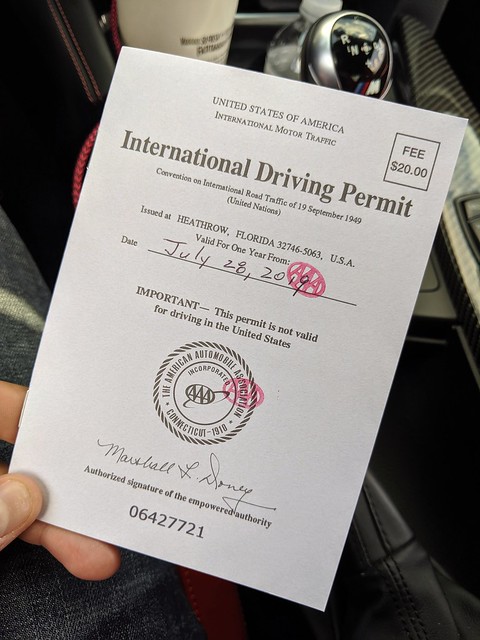 UNITED STATES OF AMERICA
INTERNATIONAL MOTOR TRAFFIC
FEE
$20.00
International Driving Permit
Convention on International Road Traffic of 19 September 1949
(United Nations)
Issued at HEATHROW, FLORIDA 32746-5063, U.S.A.
Valid For One Year From:
Date July 28, 2019
AAA
IMPORTANT— This permit is not valid
for driving in the United States
THE AMERICAN AUTOMOBILE ASSOCIATION
INCORPORATED
AAA
AAA
• CONNECTICUT-1910 •
Marshall L. Doney
Authorized signature of the empowered authority
06427721
R
N
M